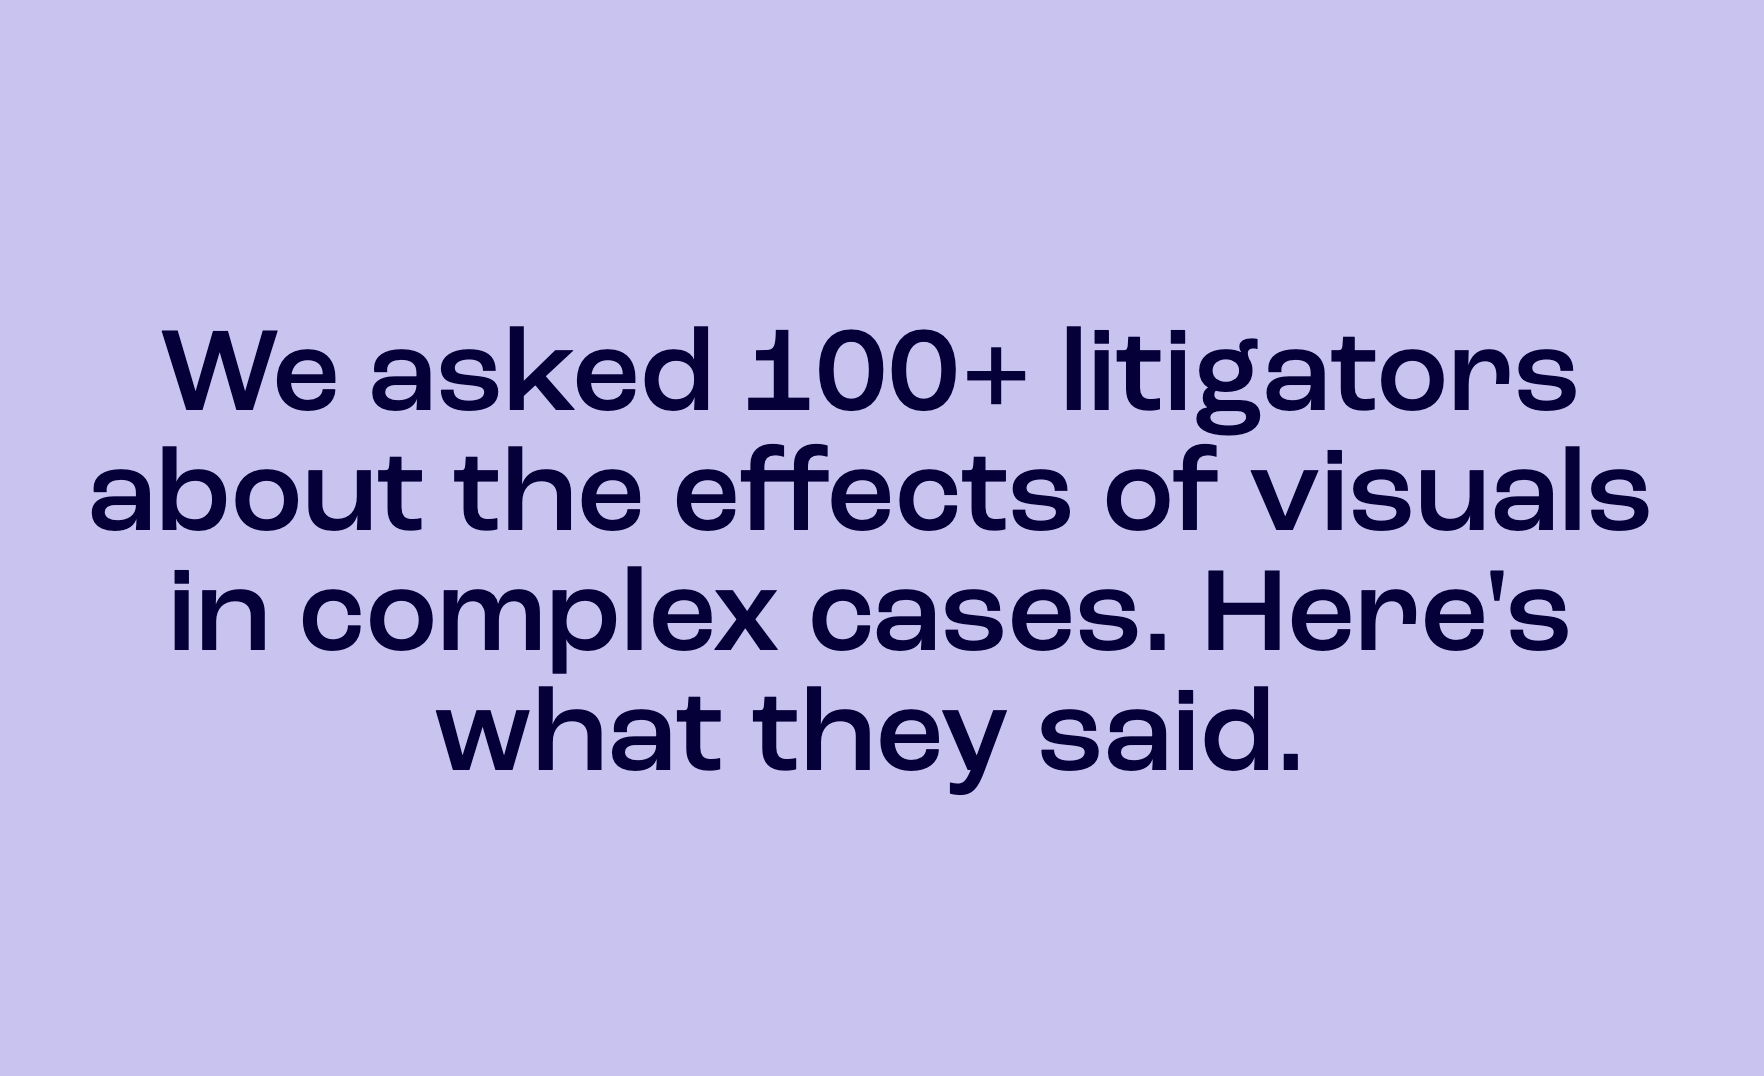 We asked 100+ litigators
about the effects of visuals
in complex cases. Here's
what they said.